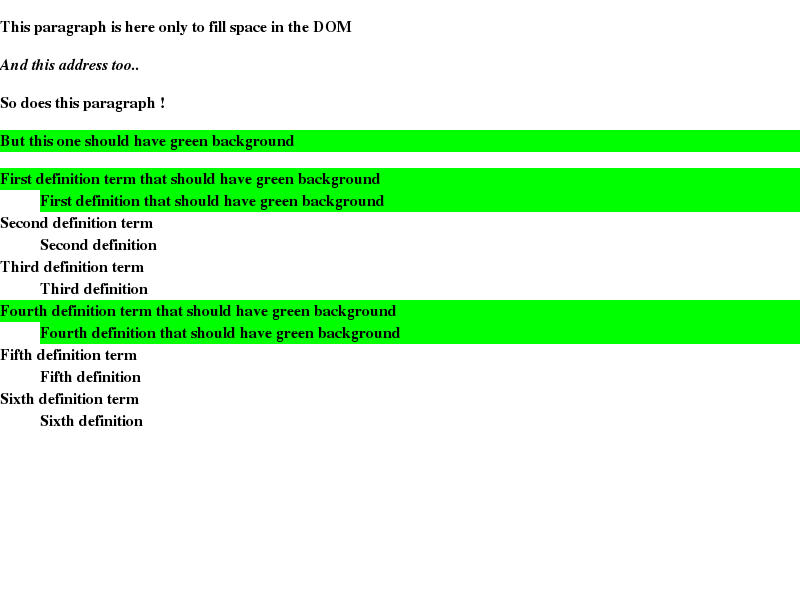 This paragraph is here only to fill space in the DOM
And this address too..
So does this paragraph !
But this one should have green background
First definition term that should have green background
First definition that should have green background
Second definition term
Second definition
Third definition term
Third definition
Fourth definition term that should have green background
Fourth definition that should have green background
Fifth definition term
Fifth definition
Sixth definition term
Sixth definition